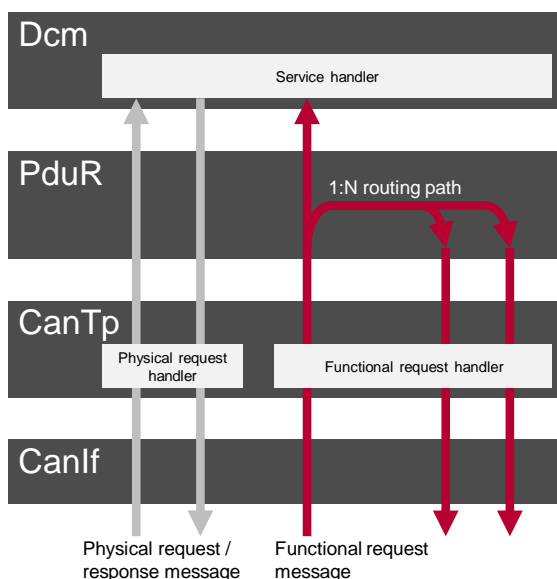 Dcm
Service handler
PduR
1:N routing path
CanTp
Physical request
handler
Functional request handler
CanIf
Physical request /
response message
Functional request
message